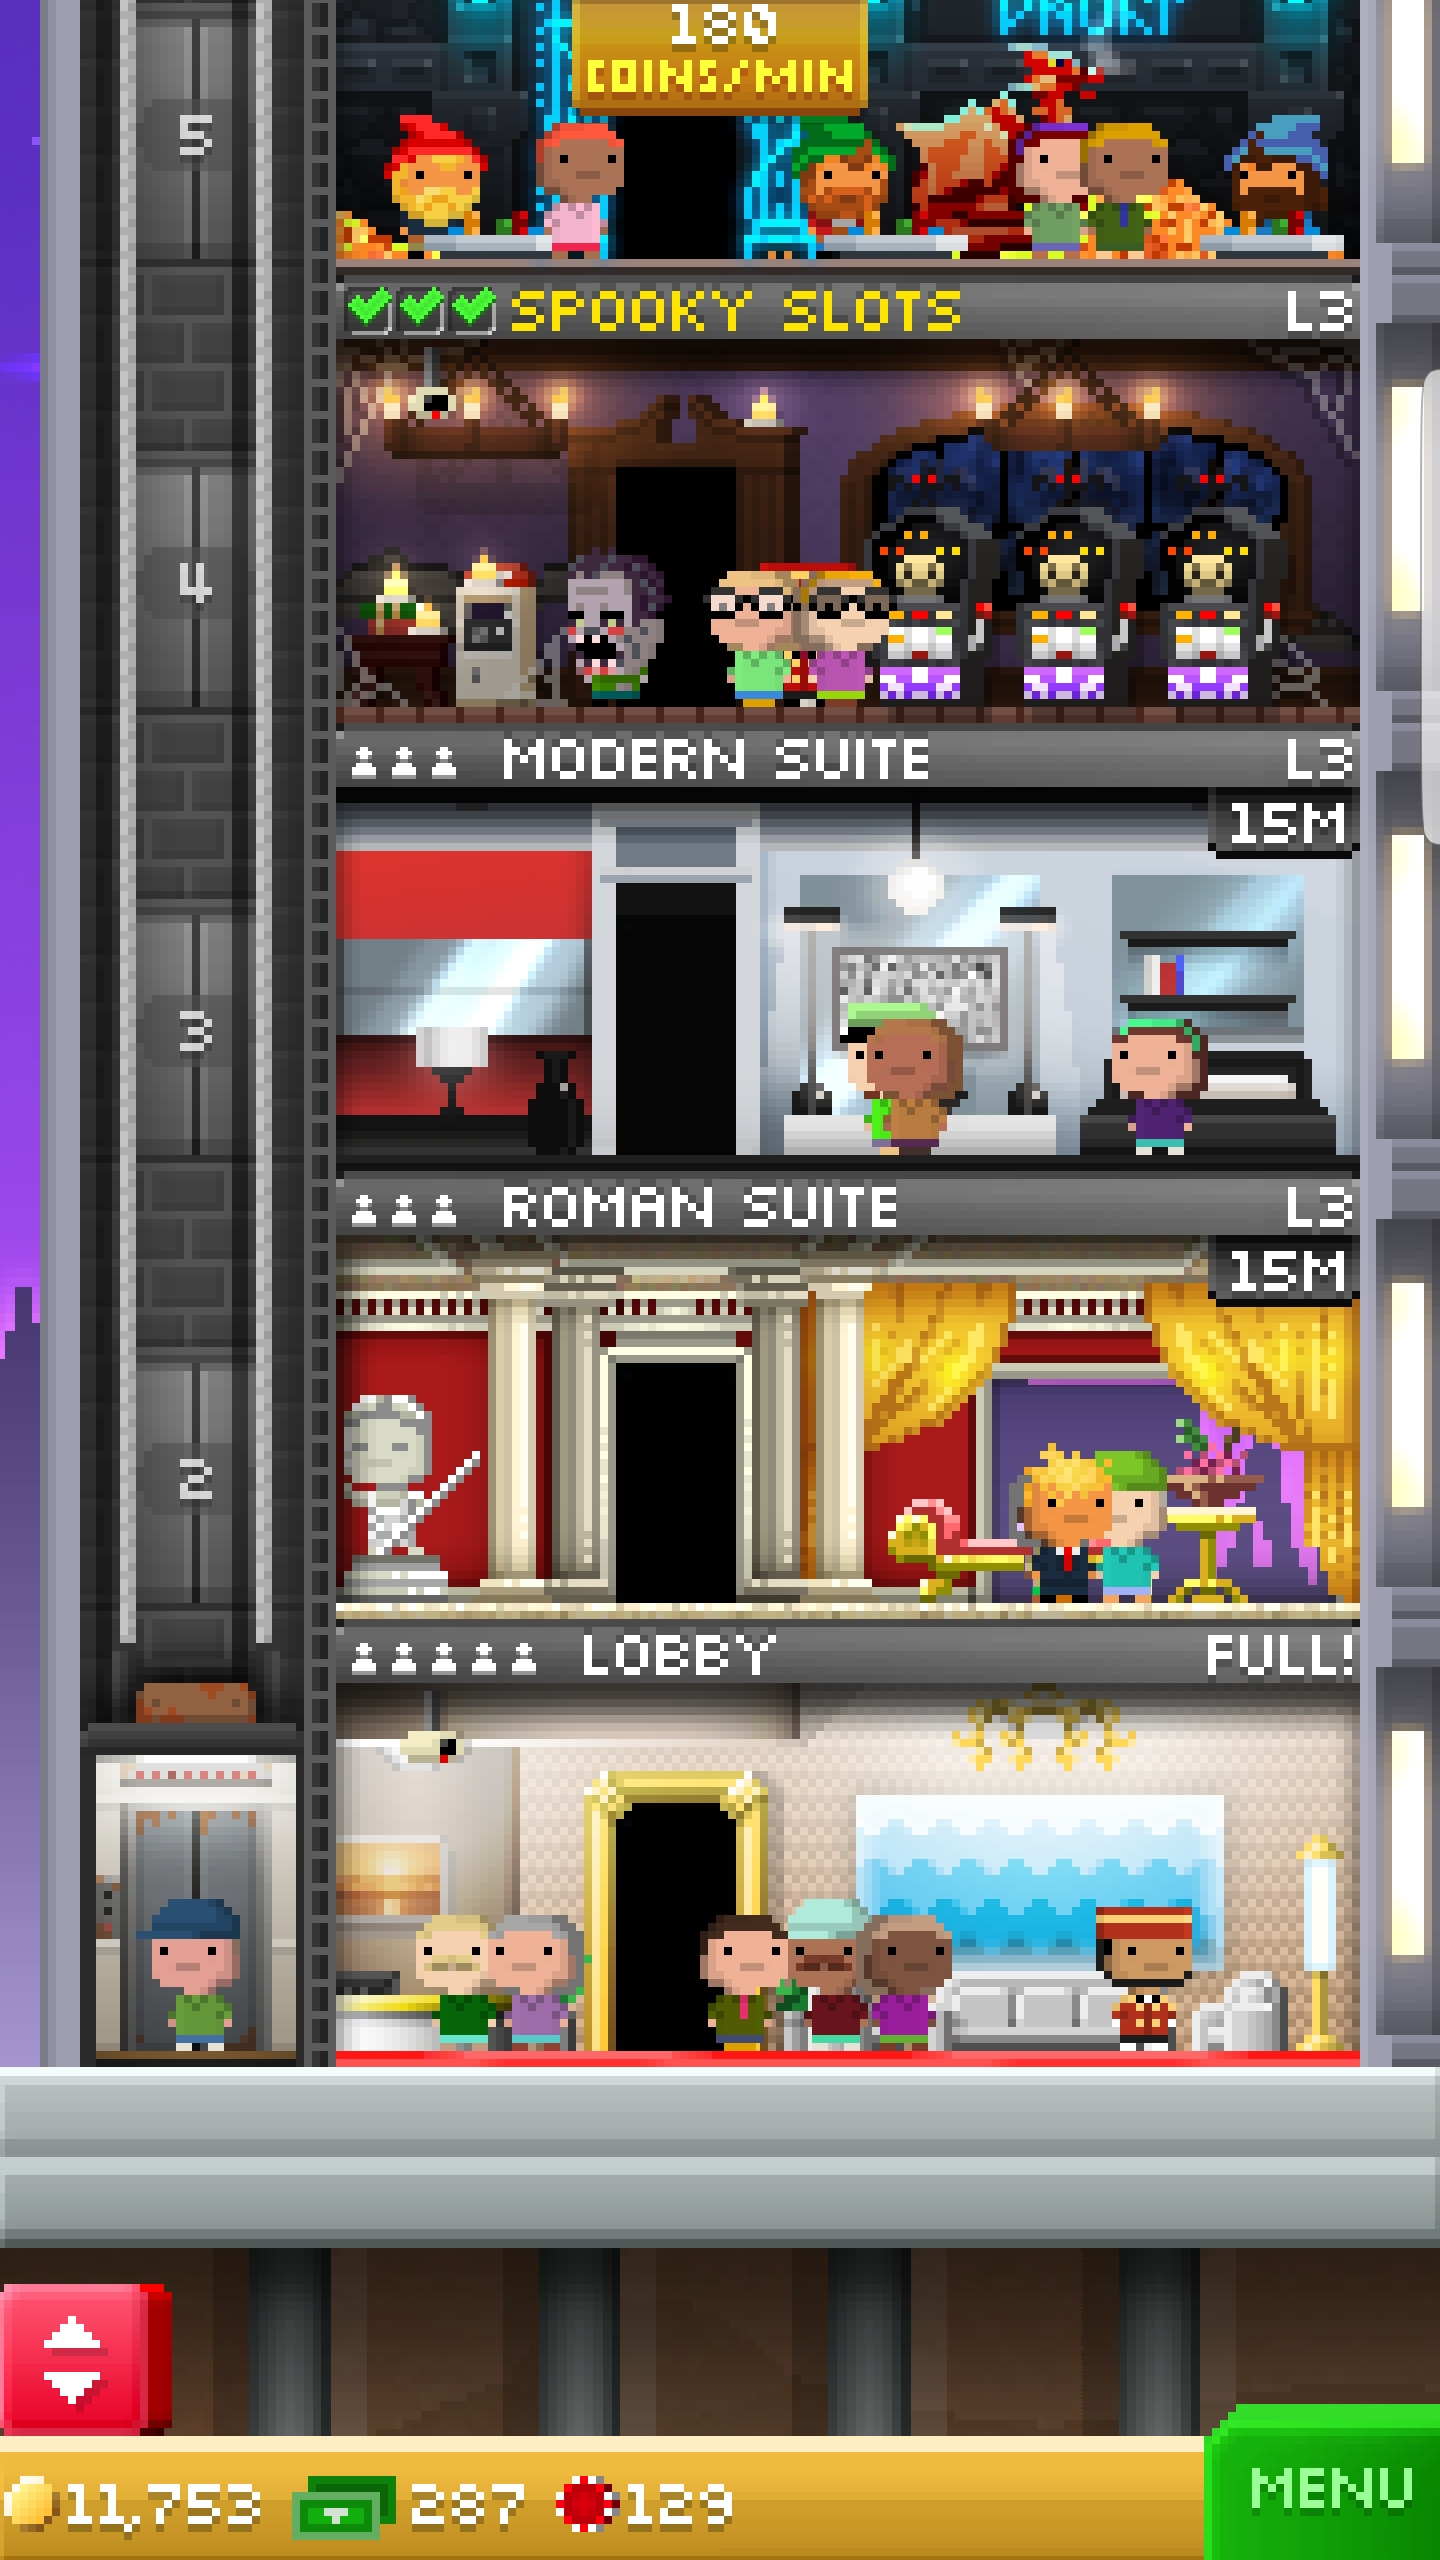 180
COINS/MIN
5
SPOOKY SLOTS L3
4
MODERN SUITE L3
15M
3
ROMAN SUITE L3
15M
2
LOBBY FULL!
11,753 287 129
MENU